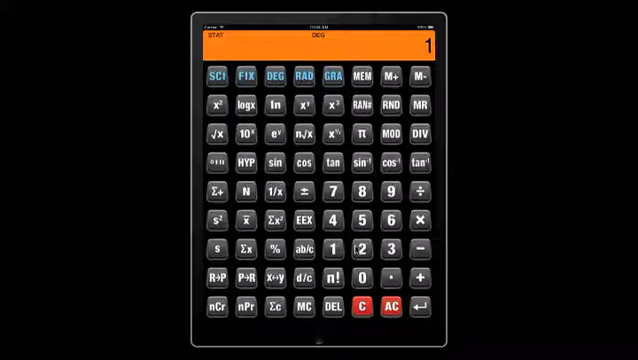 STAT DEG
1
SCI FIX DEG RAD GRA MEM M+ M-
x² logx ln xʸ x³ RAN# RND MR
√x 10ˣ eʸ n√x π MOD DIV
HYP sin cos tan sin⁻¹ cos⁻¹ tan⁻¹
Σ+ N 1/x ± 7 8 9 ÷
s² x̄ Σx² EEX 4 5 6 ×
s Σx % ab/c 1 2 3 −
R→P P→R x↔y d/c n! 0 · +
nCr nPr Σc MC DEL C AC ↵